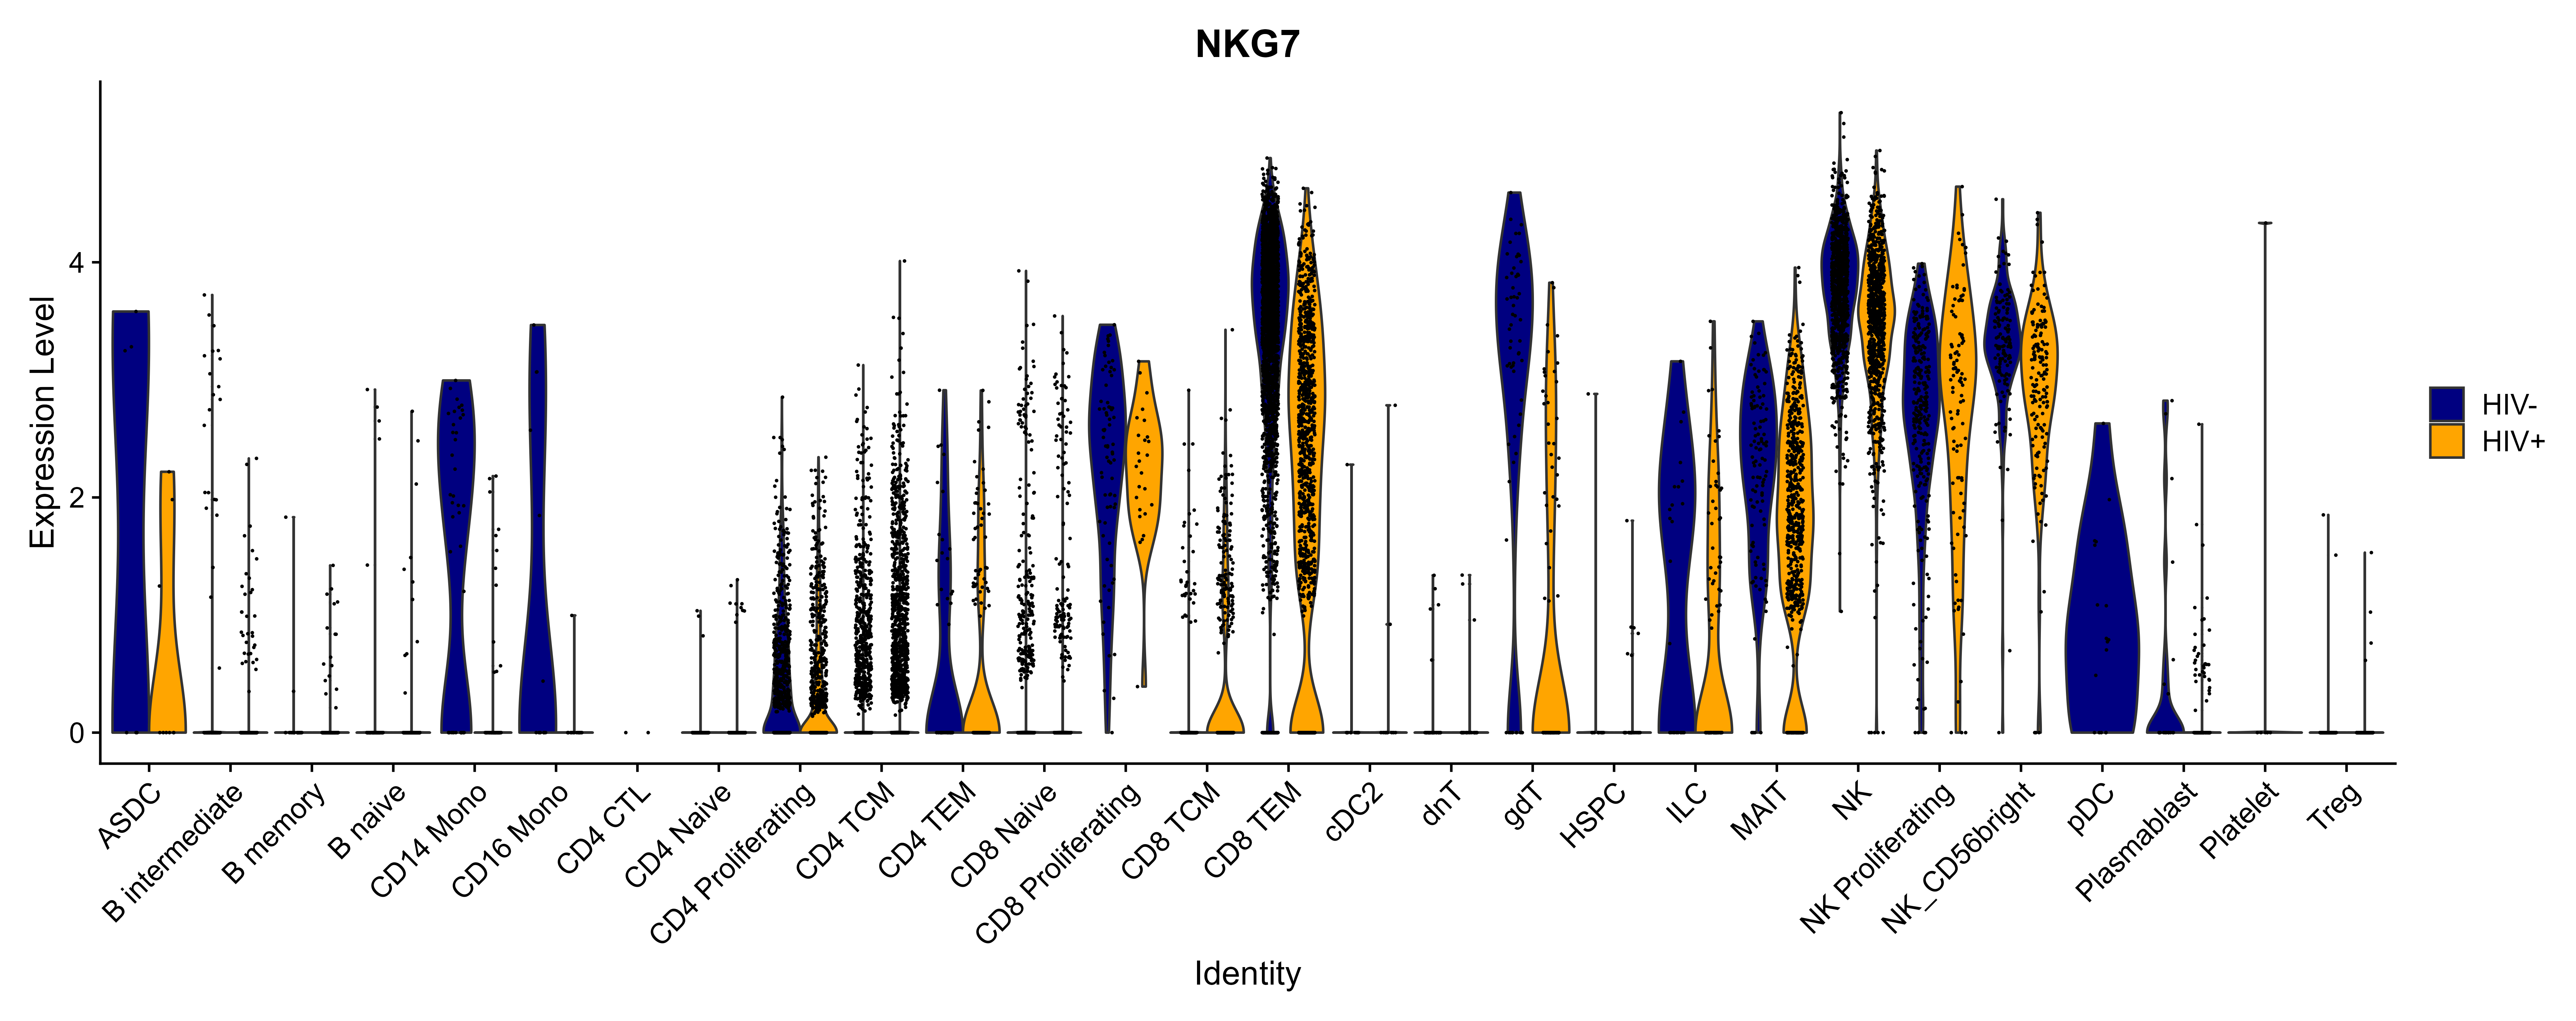 NKG7
Expression Level
4
2
0
HIV-
HIV+
ASDC
B intermediate
B memory
B naive
CD14 Mono
CD16 Mono
CD4 CTL
CD4 Naive
CD4 Proliferating
CD4 TCM
CD4 TEM
CD8 Naive
CD8 Proliferating
CD8 TCM
CD8 TEM
cDC2
dnT
gdT
HSPC
ILC
MAIT
NK
NK Proliferating
NK_CD56bright
pDC
Plasmablast
Platelet
Treg
Identity